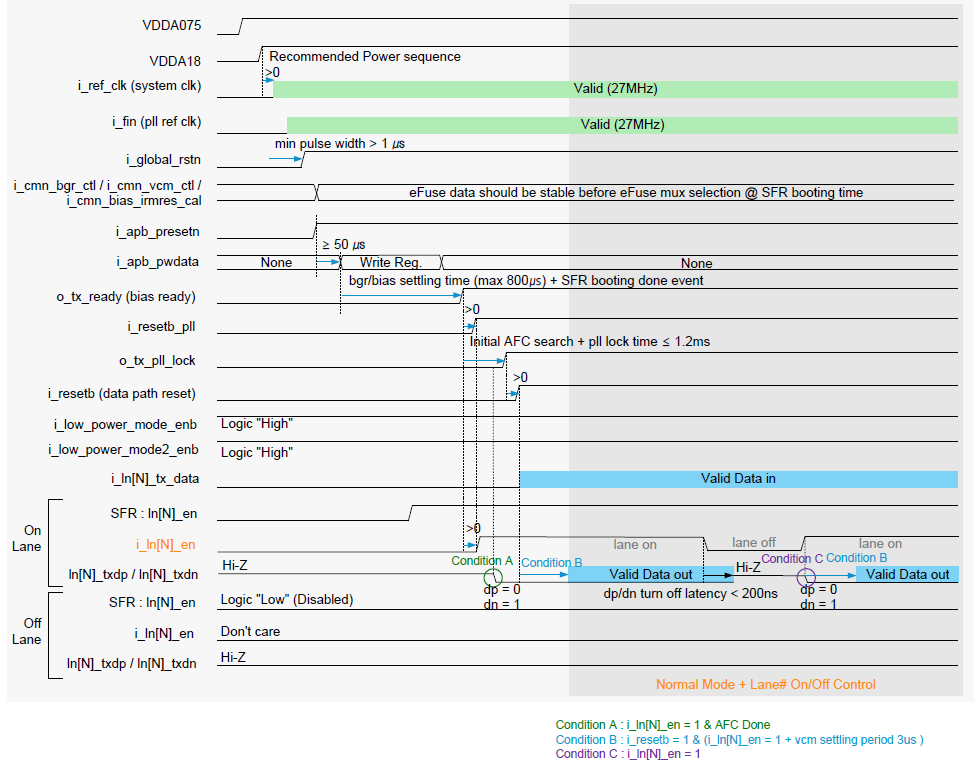 VDDA075
VDDA18
Recommended Power sequence
>0
i_ref_clk (system clk)
Valid (27MHz)
i_fin (pll ref clk)
Valid (27MHz)
min pulse width > 1 µs
i_global_rstn
i_cmn_bgr_ctl / i_cmn_vcm_ctl /
i_cmn_bias_irmres_cal
eFuse data should be stable before eFuse mux selection @ SFR booting time
i_apb_presetn
≥ 50 µs
i_apb_pwdata
None
Write Reg.
None
bgr/bias settling time (max 800µs) + SFR booting done event
o_tx_ready (bias ready)
>0
i_resetb_pll
Initial AFC search + pll lock time ≤ 1.2ms
o_tx_pll_lock
>0
i_resetb (data path reset)
i_low_power_mode_enb
Logic "High"
i_low_power_mode2_enb
Logic "High"
i_ln[N]_tx_data
Valid Data in
On
Lane
SFR : ln[N]_en
>0
i_ln[N]_en
lane on
lane off
lane on
Condition A
Condition B
Condition C
Condition B
ln[N]_txdp / ln[N]_txdn
Hi-Z
Valid Data out
Hi-Z
Valid Data out
dp = 0
dn = 1
dp/dn turn off latency < 200ns
dp = 0
dn = 1
Off
Lane
SFR : ln[N]_en
Logic "Low" (Disabled)
i_ln[N]_en
Don't care
ln[N]_txdp / ln[N]_txdn
Hi-Z
Normal Mode + Lane# On/Off Control
Condition A : i_ln[N]_en = 1 & AFC Done
Condition B : i_resetb = 1 & (i_ln[N]_en = 1 + vcm settling period 3us )
Condition C : i_ln[N]_en = 1